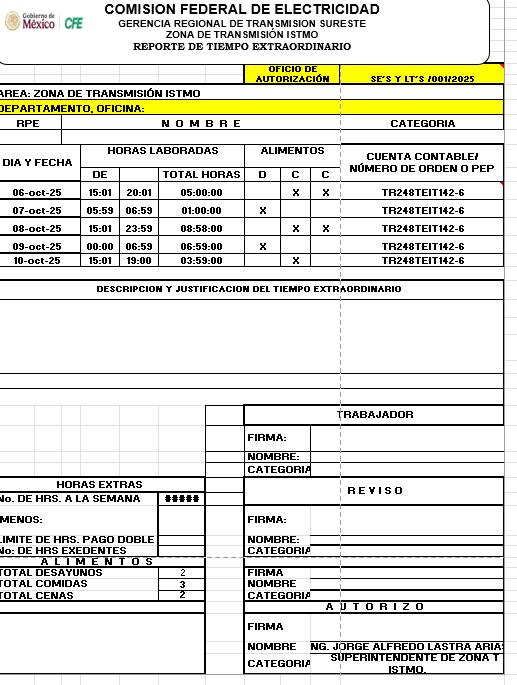 Gobierno de
México
CFE
COMISION FEDERAL DE ELECTRICIDAD
GERENCIA REGIONAL DE TRANSMISION SURESTE
ZONA DE TRANSMISIÓN ISTMO
REPORTE DE TIEMPO EXTRAORDINARIO
OFICIO DE AUTORIZACIÓN SE'S Y LT'S /001/2025
AREA: ZONA DE TRANSMISIÓN ISTMO
DEPARTAMENTO, OFICINA:
RPE N O M B R E CATEGORIA
DIA Y FECHA HORAS LABORADAS ALIMENTOS CUENTA CONTABLE/
NÚMERO DE ORDEN O PEP
DE TOTAL HORAS D C C
06-oct-25 15:01 20:01 05:00:00 X X TR248TEIT142-6
07-oct-25 05:59 06:59 01:00:00 X TR248TEIT142-6
08-oct-25 15:01 23:59 08:58:00 X X TR248TEIT142-6
09-oct-25 00:00 06:59 06:59:00 X TR248TEIT142-6
10-oct-25 15:01 19:00 03:59:00 X TR248TEIT142-6
DESCRIPCION Y JUSTIFICACION DEL TIEMPO EXTRAORDINARIO
TRABAJADOR
FIRMA:
NOMBRE:
CATEGORIA
HORAS EXTRAS
No. DE HRS. A LA SEMANA #####
MENOS:
LIMITE DE HRS. PAGO DOBLE
No: DE HRS EXEDENTES
R E V I S O
FIRMA:
NOMBRE:
CATEGORIA
A L I M E N T O S
TOTAL DESAYUNOS 2
TOTAL COMIDAS 3
TOTAL CENAS 2
FIRMA
NOMBRE
CATEGORIA
A U T O R I Z O
FIRMA
NOMBRE NG. JORGE ALFREDO LASTRA ARIA
CATEGORIA SUPERINTENDENTE DE ZONA T
ISTMO.